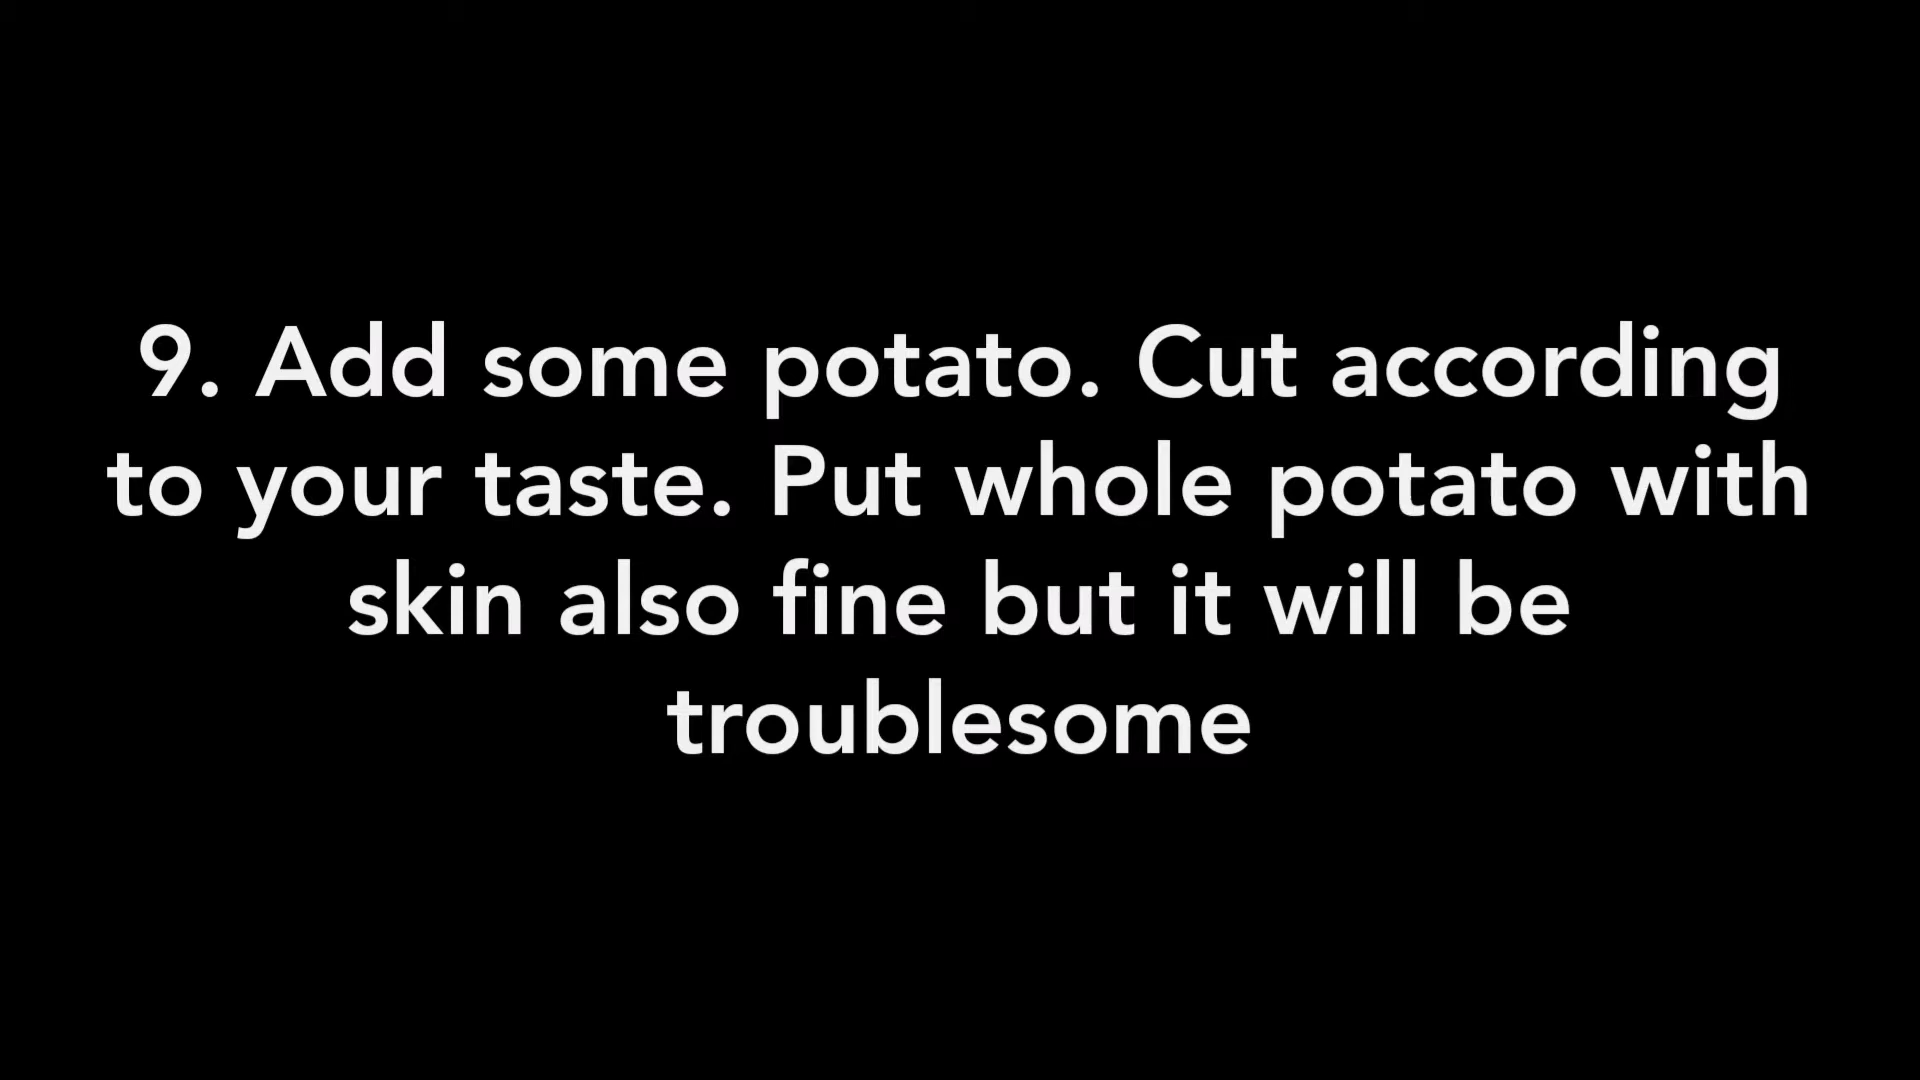 9. Add some potato. Cut according
to your taste. Put whole potato with
skin also fine but it will be
troublesome